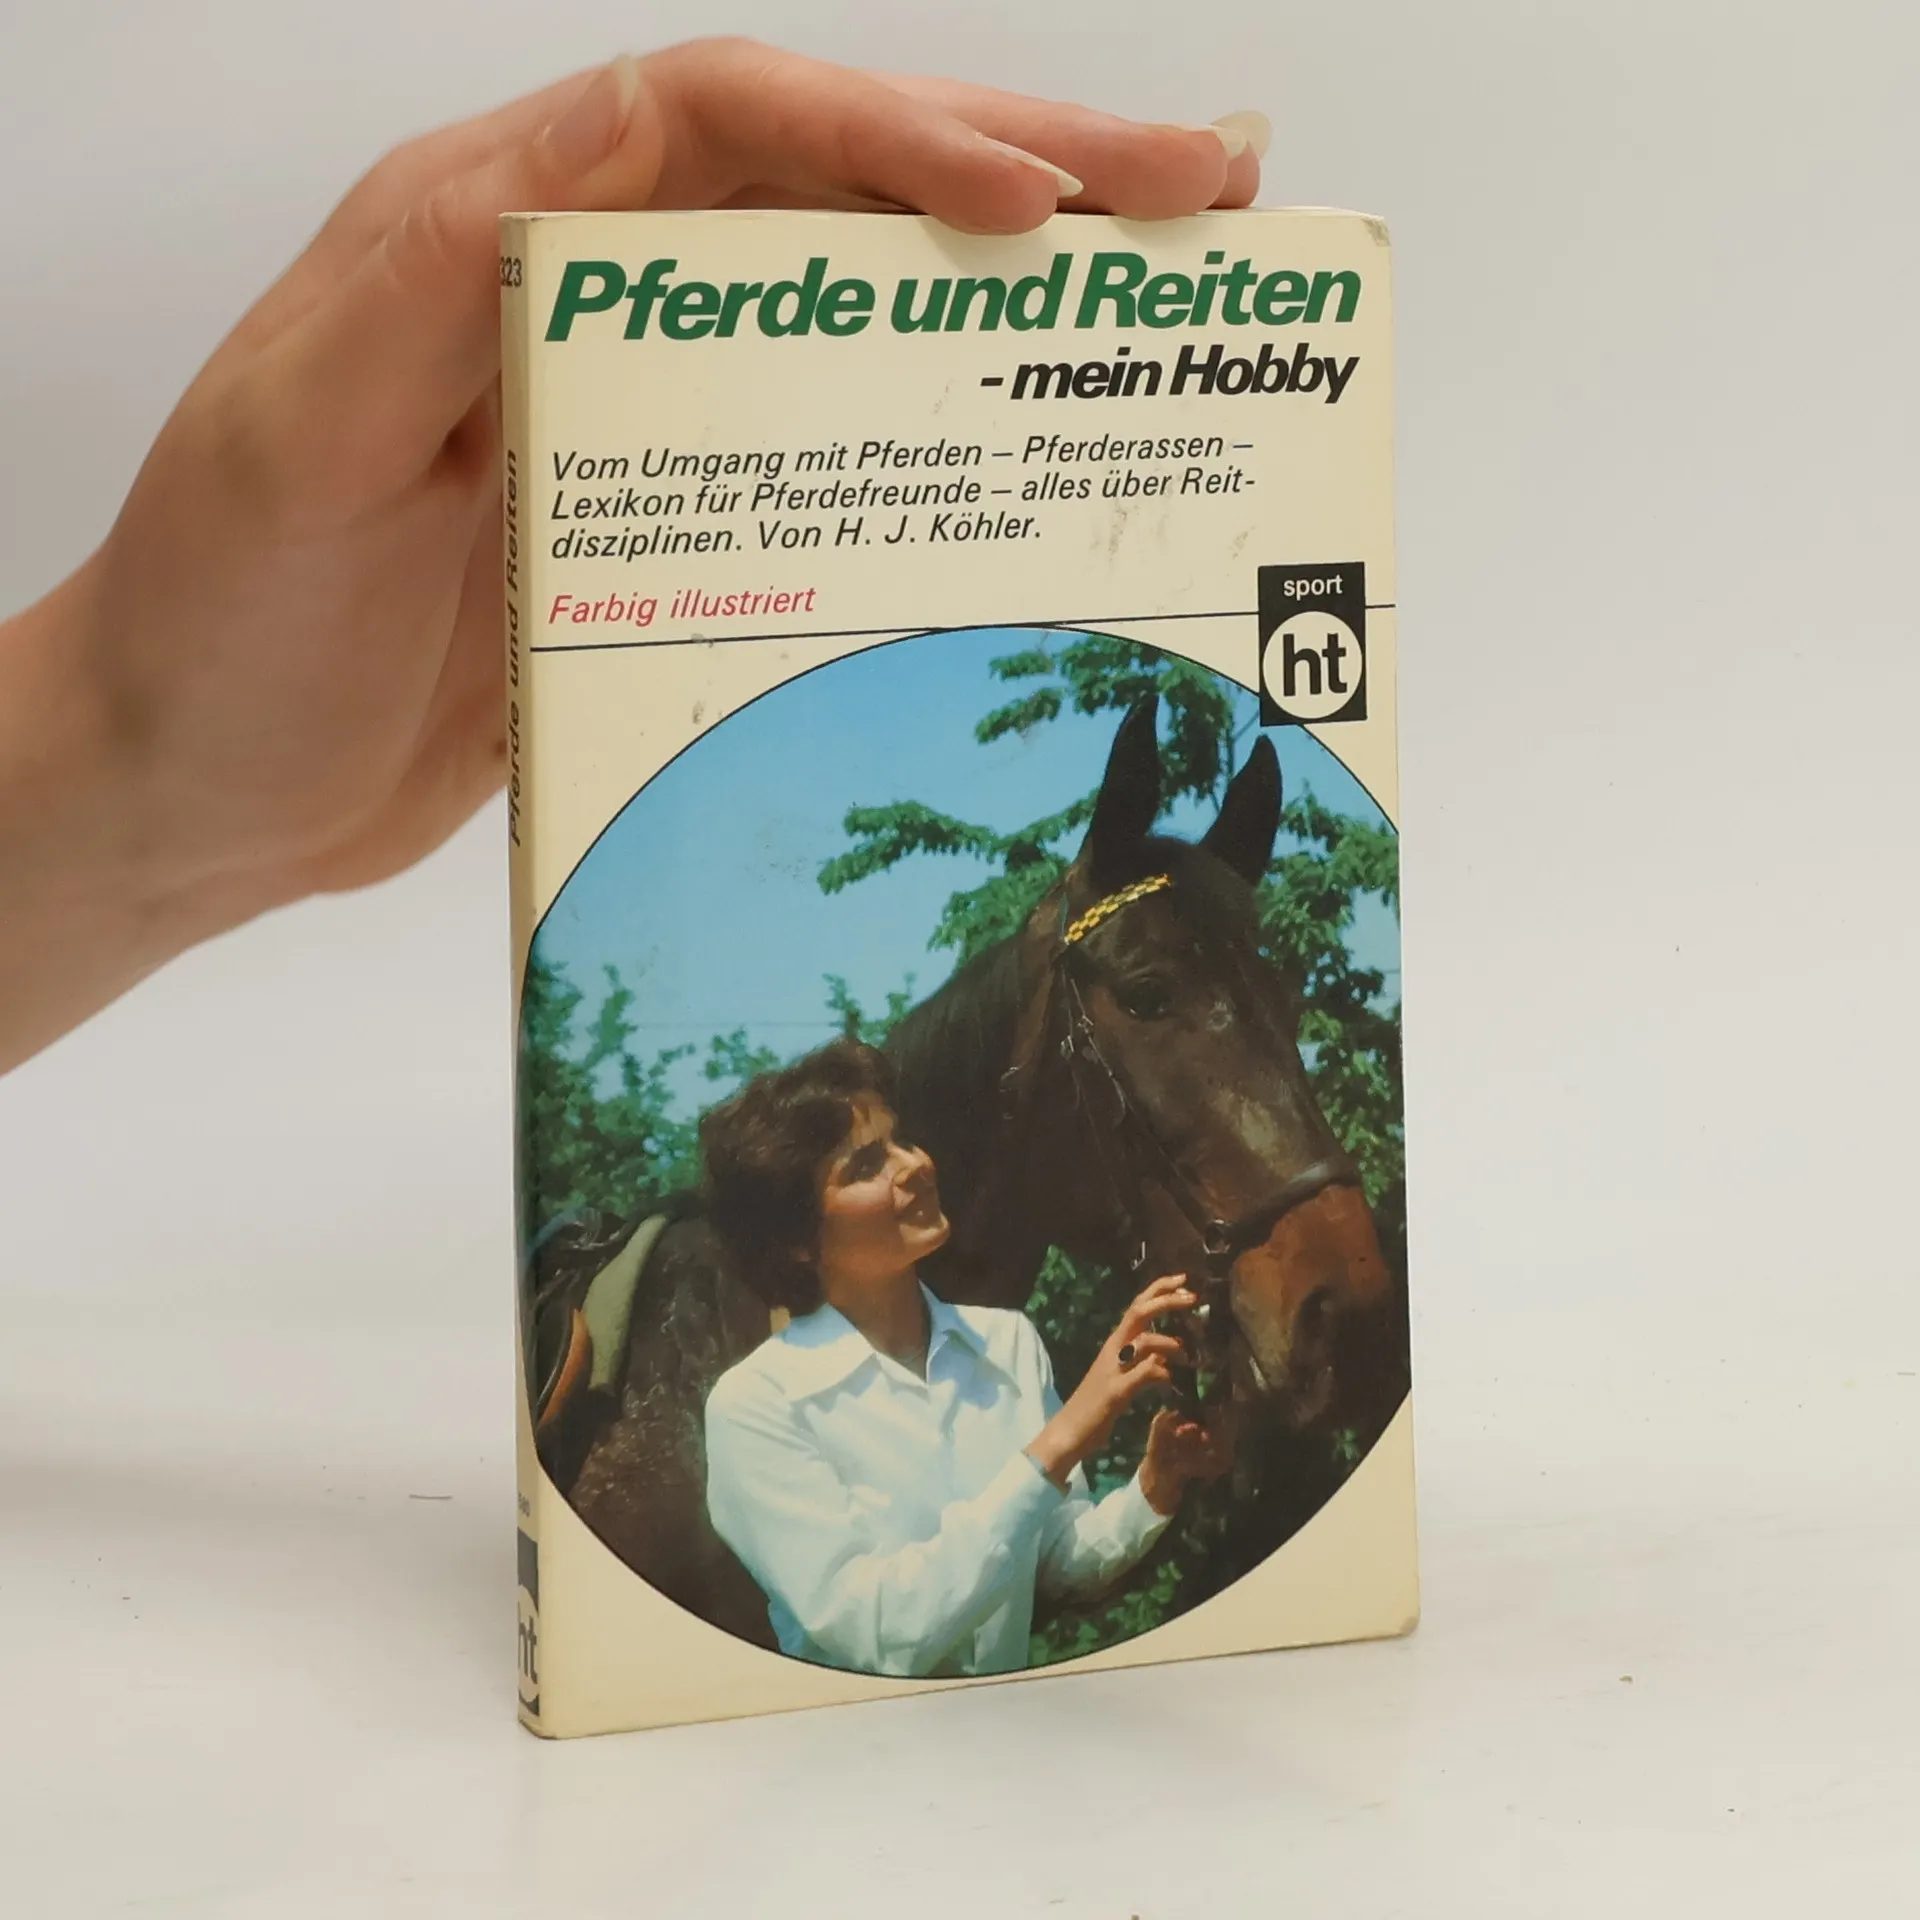 Pferde und Reiten
- mein Hobby
Vom Umgang mit Pferden – Pferderassen –
Lexikon für Pferdefreunde – alles über Reit-
disziplinen. Von H. J. Köhler.
Farbig illustriert
sport
ht
323
Pferde und Reiten
ht